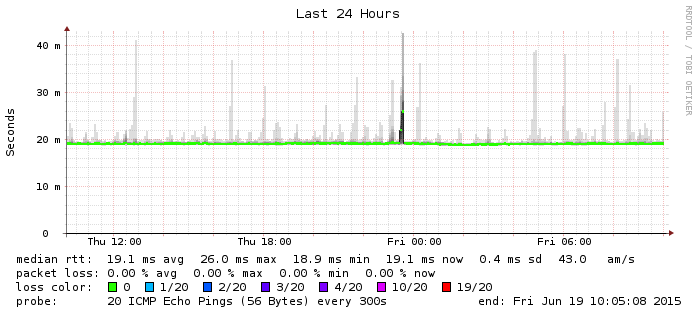 Last 24 Hours
RRDTOOL / TOBI OETIKER
Seconds
40 m
30 m
20 m
10 m
0
Thu 12:00 Thu 18:00 Fri 00:00 Fri 06:00
median rtt: 19.1 ms avg 26.0 ms max 18.9 ms min 19.1 ms now 0.4 ms sd 43.0 am/s
packet loss: 0.00 % avg 0.00 % max 0.00 % min 0.00 % now
loss color: 0 1/20 2/20 3/20 4/20 10/20 19/20
probe: 20 ICMP Echo Pings (56 Bytes) every 300s end: Fri Jun 19 10:05:08 2015